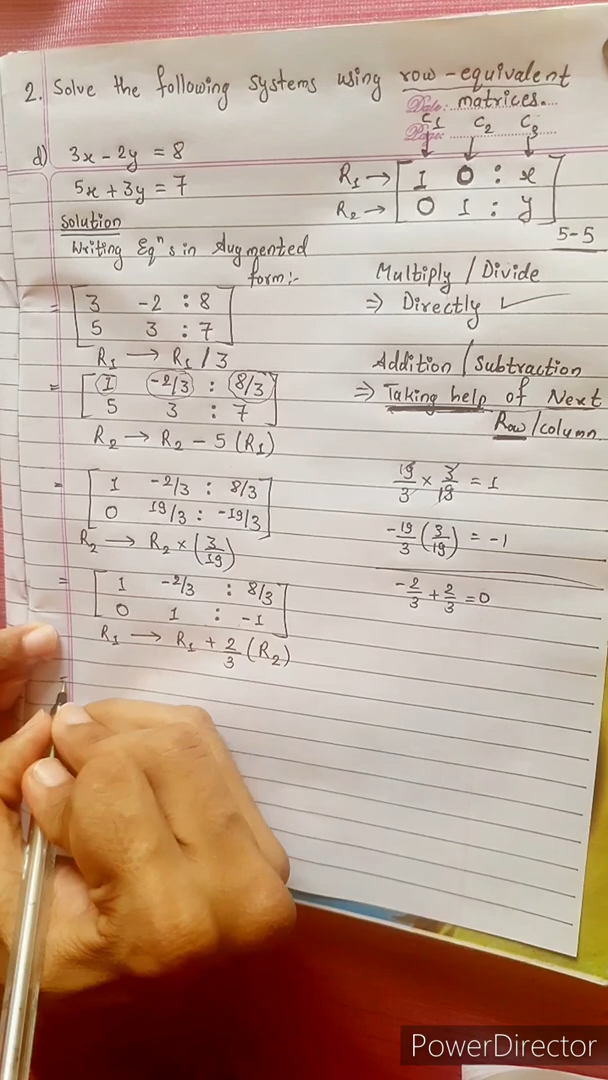 2. Solve the following systems using row-equivalent
matrices.
Date:
Page:
C1 C2 C3
d) 3x - 2y = 8
5x + 3y = 7
R1 → [ 1 0 : x ]
R2 → [ 0 1 : y ]
5-5
Solution
Writing Eqⁿs in Augmented
form:-
= [ 3 -2 : 8 ]
[ 5 3 : 7 ]
R1 → R1 / 3
= [ 1 -2/3 : 8/3 ]
[ 5 3 : 7 ]
R2 → R2 - 5 (R1)
= [ 1 -2/3 : 8/3 ]
[ 0 19/3 : -19/3 ]
R2 → R2 × (3/19)
= [ 1 -2/3 : 8/3 ]
[ 0 1 : -1 ]
R1 → R1 + 2/3 (R2)
Multiply / Divide
⇒ Directly ✓
Addition / Subtraction
⇒ Taking help of Next
Row/column
19/3 × 3/19 = 1
-19/3 (3/19) = -1
-2/3 + 2/3 = 0
PowerDirector